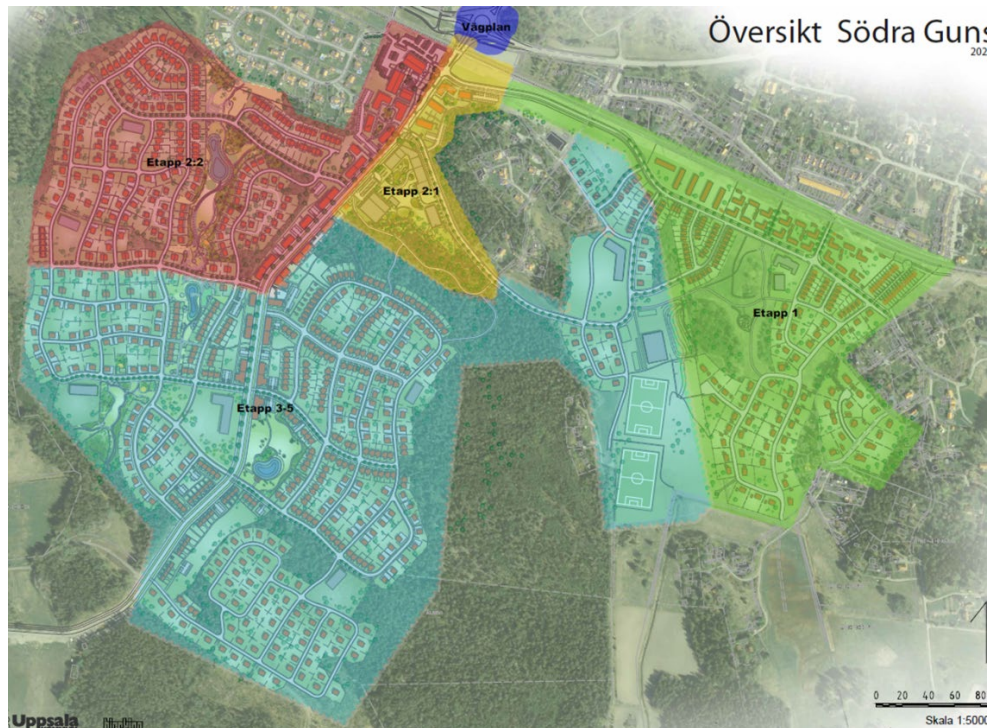 Översikt Södra Guns
202
Vägplan
Etapp 2:2
Etapp 2:1
Etapp 1
Etapp 3-5
0 20 40 60 80
Skala 1:5000
Uppsala